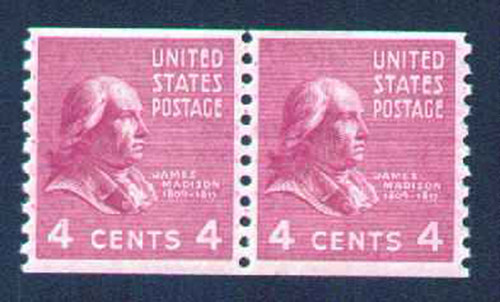 UNITED
STATES
POSTAGE
JAMES
MADISON
1809-1817
4 CENTS 4
UNITED
STATES
POSTAGE
JAMES
MADISON
1809-1817
4 CENTS 4